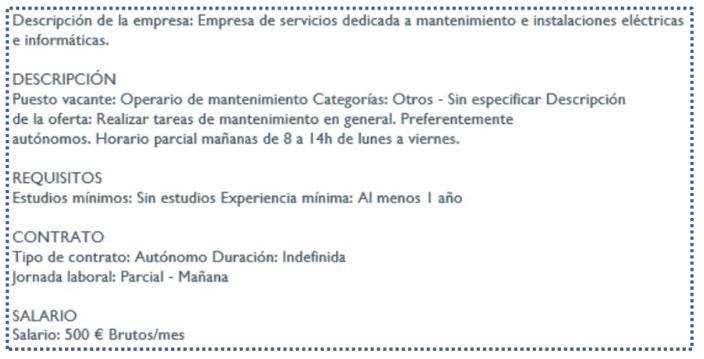 Descripción de la empresa: Empresa de servicios dedicada a mantenimiento e instalaciones eléctricas
e informáticas.
DESCRIPCIÓN
Puesto vacante: Operario de mantenimiento Categorías: Otros - Sin especificar Descripción
de la oferta: Realizar tareas de mantenimiento en general. Preferentemente
autónomos. Horario parcial mañanas de 8 a 14h de lunes a viernes.
REQUISITOS
Estudios mínimos: Sin estudios Experiencia mínima: Al menos 1 año
CONTRATO
Tipo de contrato: Autónomo Duración: Indefinida
Jornada laboral: Parcial - Mañana
SALARIO
Salario: 500 € Brutos/mes